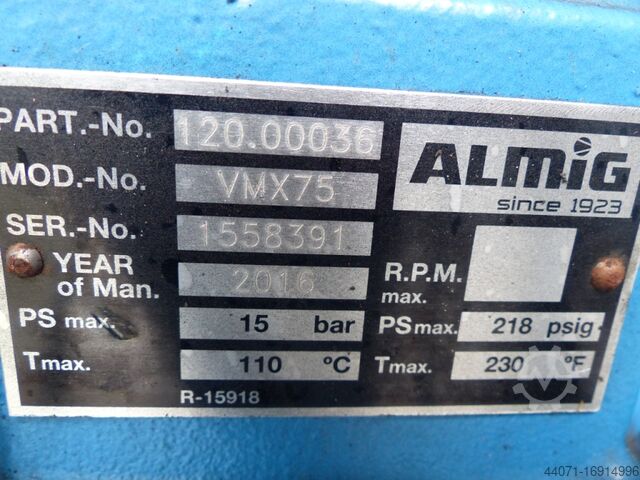 PART.-No. 120.00036
ALMiG
since 1923
MOD.-No. VMX75
SER.-No. 1558391
YEAR
of Man. 2016
R.P.M.
max.
PS max. 15 bar PS max. 218 psig
Tmax. 110 °C Tmax. 230 °F
R-15918
44071-16914996